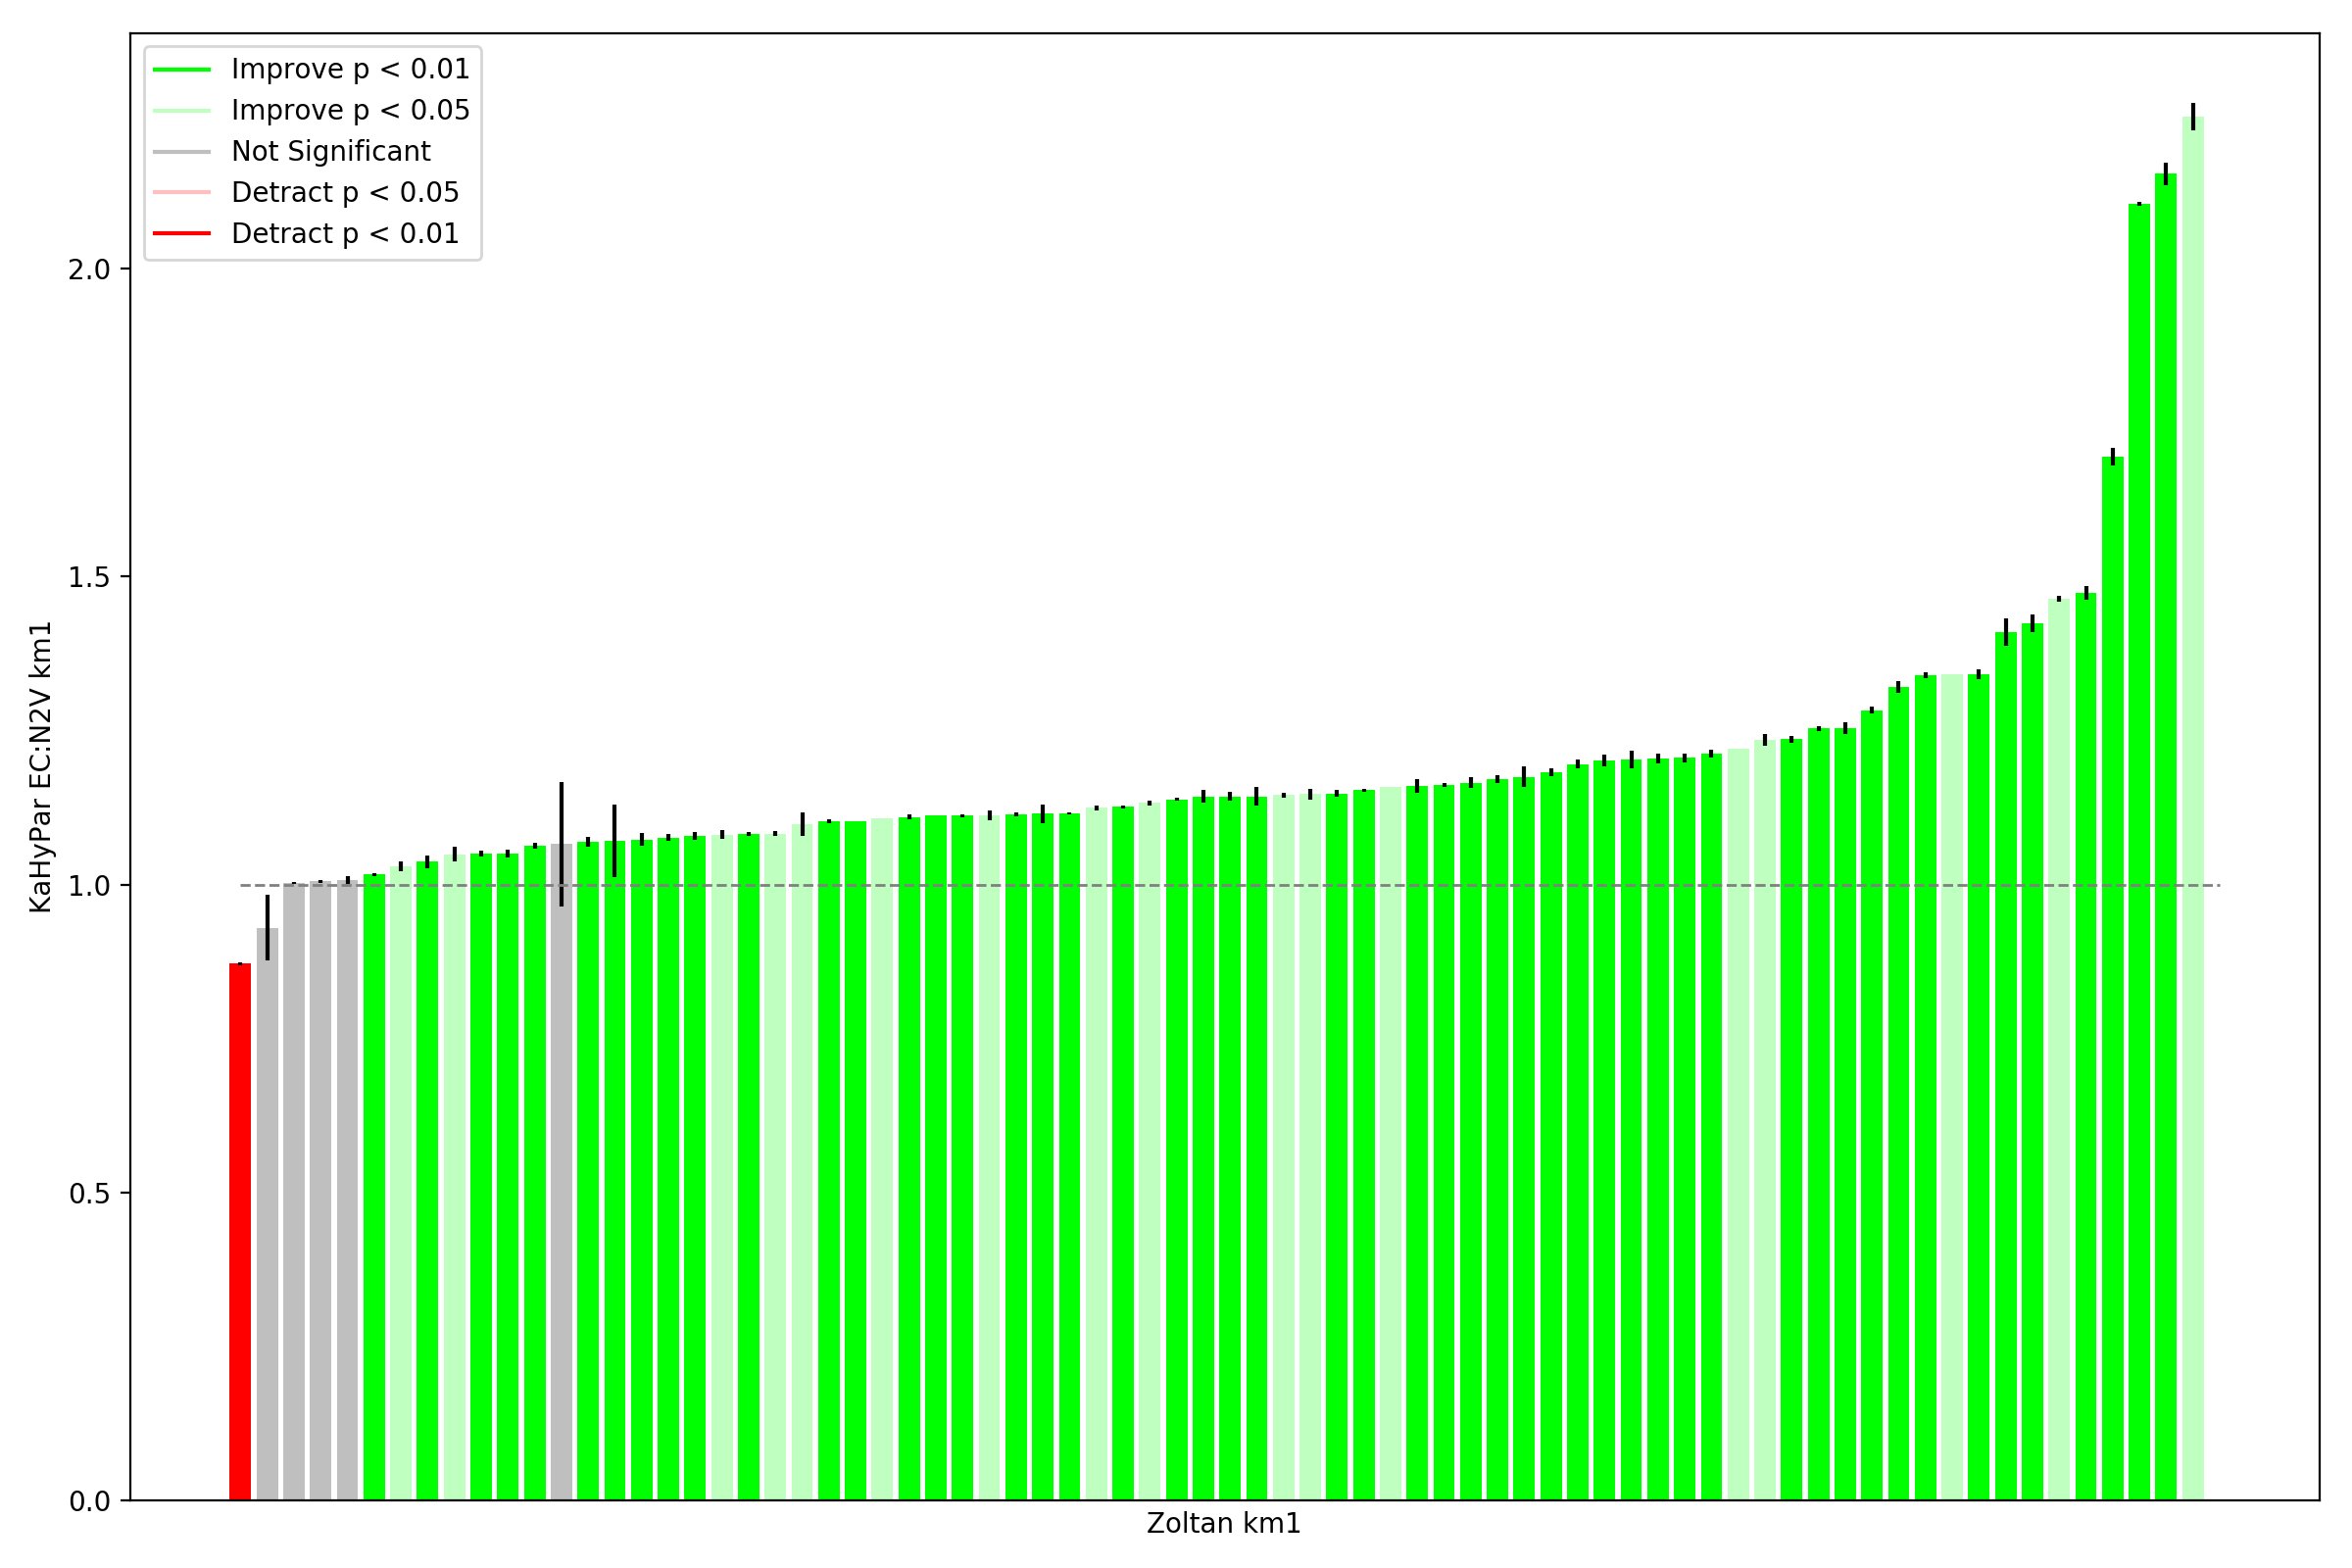 Improve p < 0.01
Improve p < 0.05
Not Significant
Detract p < 0.05
Detract p < 0.01
2.0
1.5
1.0
0.5
0.0
KaHyPar EC:N2V km1
Zoltan km1